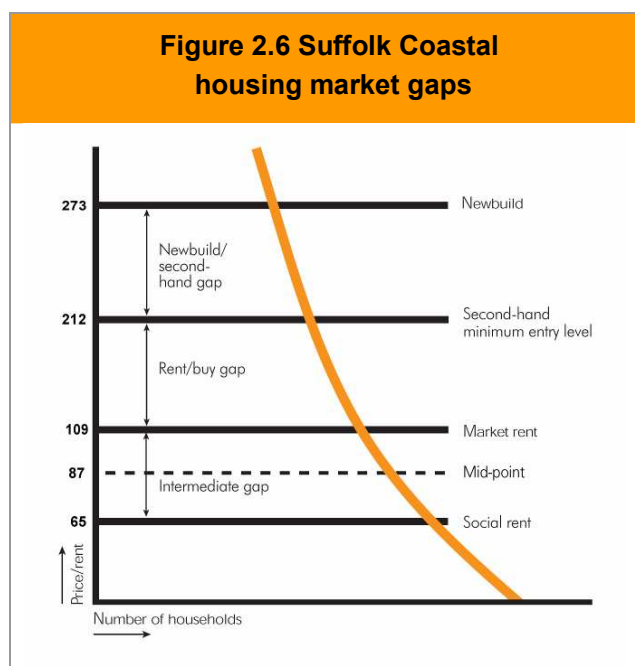 Figure 2.6 Suffolk Coastal
housing market gaps
273
Newbuild
Newbuild/
second-
hand gap
212
Second-hand
minimum entry level
Rent/buy gap
109
Market rent
87
Mid-point
Intermediate gap
65
Social rent
Price/rent
Number of households